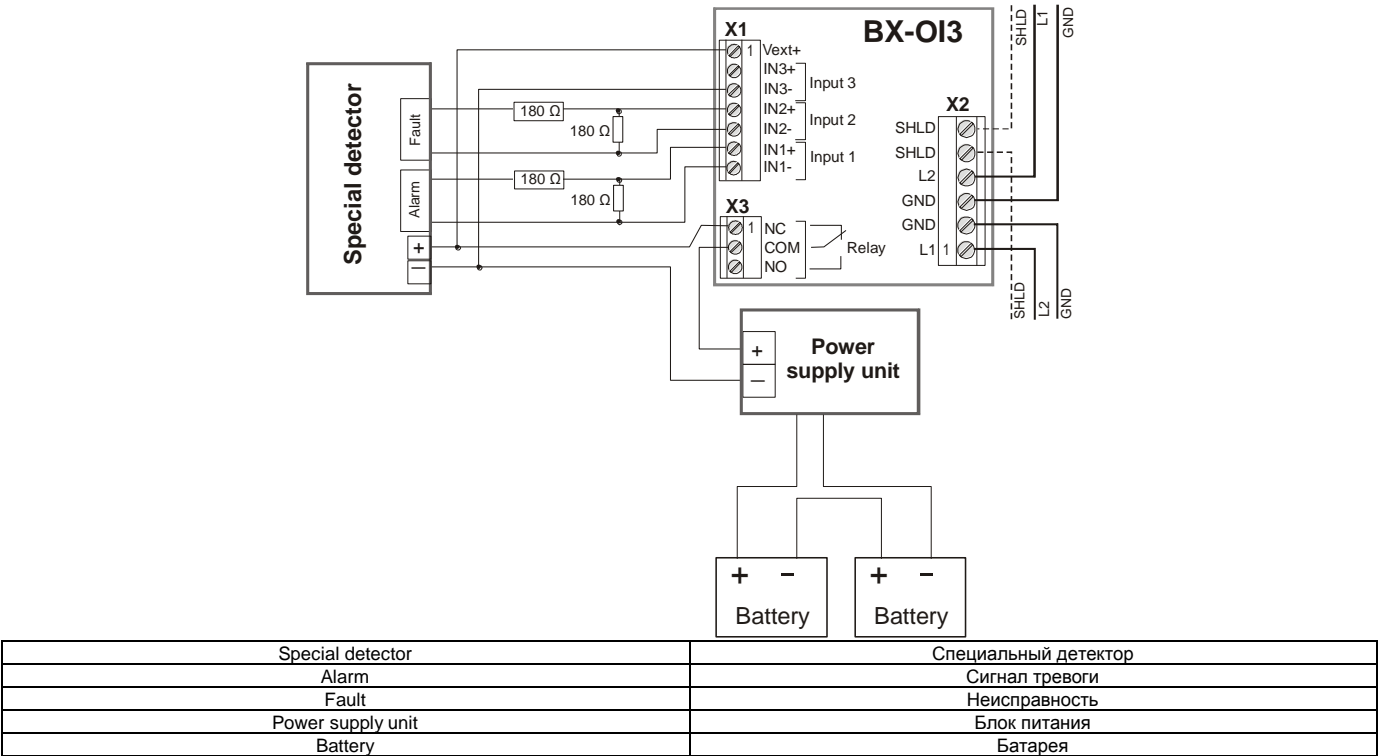 BX-OI3
SHLD
L1
GND
X1
1 Vext+
IN3+
IN3-
Input 3
IN2+
IN2-
Input 2
IN1+
IN1-
Input 1
Special detector
Fault
Alarm
+
–
180 Ω
180 Ω
180 Ω
180 Ω
X2
SHLD
SHLD
L2
GND
GND
L1 1
X3
1 NC
COM
NO
Relay
SHLD
L2
GND
Power
supply unit
+
–
+ –
Battery
+ –
Battery
Special detector Специальный детектор
Alarm Сигнал тревоги
Fault Неисправность
Power supply unit Блок питания
Battery Батарея